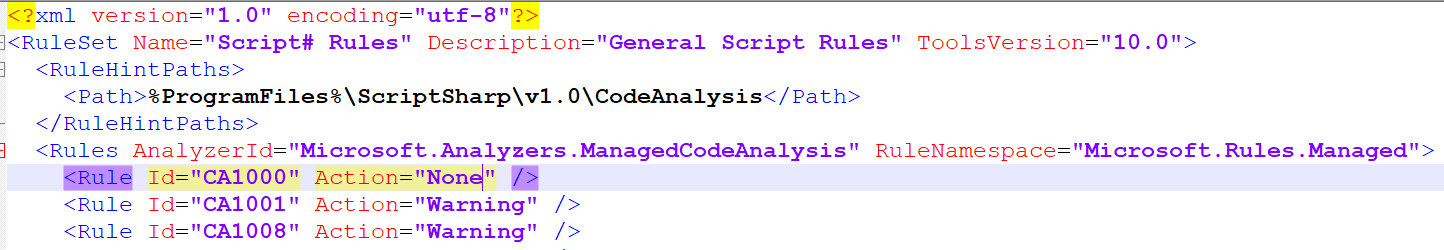 <?xml version="1.0" encoding="utf-8"?>
<RuleSet Name="Script# Rules" Description="General Script Rules" ToolsVersion="10.0">
<RuleHintPaths>
<Path>%ProgramFiles%\ScriptSharp\v1.0\CodeAnalysis</Path>
</RuleHintPaths>
<Rules AnalyzerId="Microsoft.Analyzers.ManagedCodeAnalysis" RuleNamespace="Microsoft.Rules.Managed">
<Rule Id="CA1000" Action="None" />
<Rule Id="CA1001" Action="Warning" />
<Rule Id="CA1008" Action="Warning" />